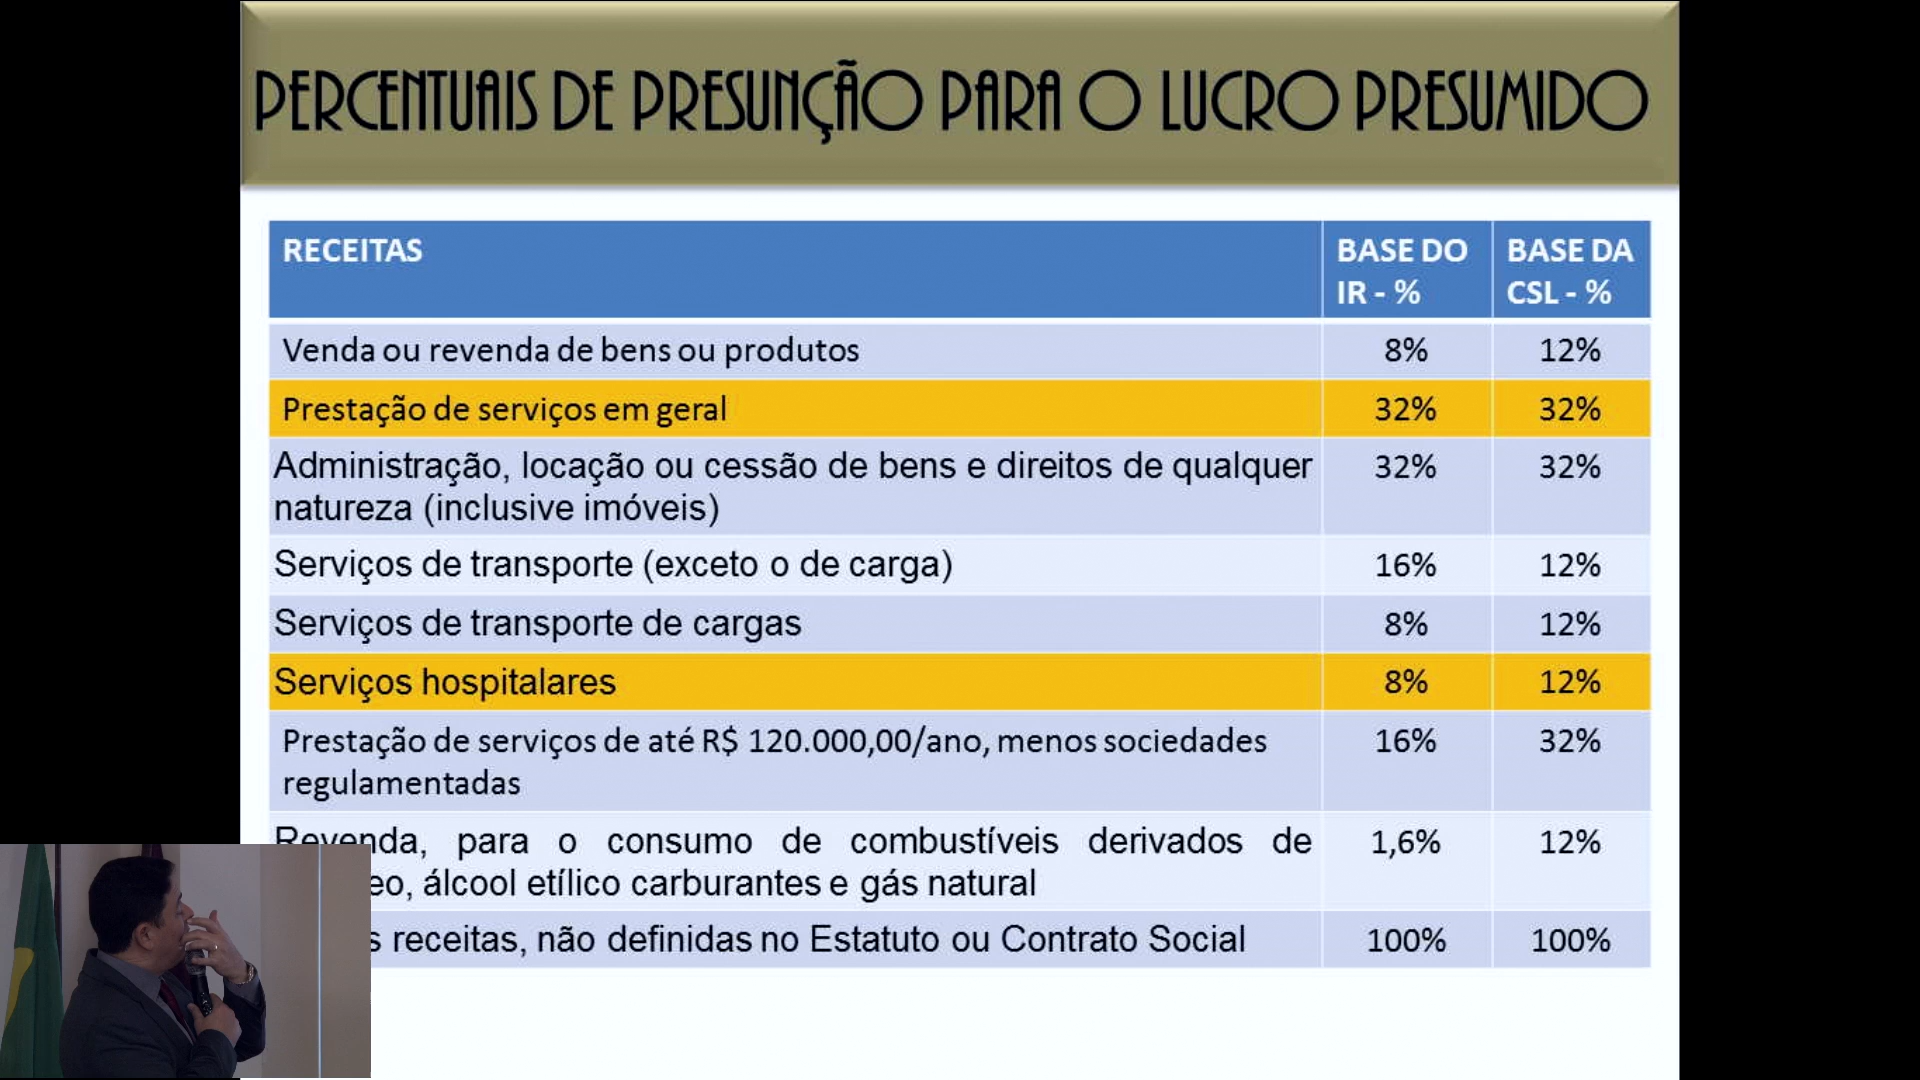 PERCENTUAIS DE PRESUNÇÃO PARA O LUCRO PRESUMIDO
RECEITAS BASE DO IR - % BASE DA CSL - %
Venda ou revenda de bens ou produtos 8% 12%
Prestação de serviços em geral 32% 32%
Administração, locação ou cessão de bens e direitos de qualquer 32% 32%
natureza (inclusive imóveis)
Serviços de transporte (exceto o de carga) 16% 12%
Serviços de transporte de cargas 8% 12%
Serviços hospitalares 8% 12%
Prestação de serviços de até R$ 120.000,00/ano, menos sociedades 16% 32%
regulamentadas
Revenda, para o consumo de combustíveis derivados de 1,6% 12%
álcool etílico carburantes e gás natural
receitas, não definidas no Estatuto ou Contrato Social 100% 100%